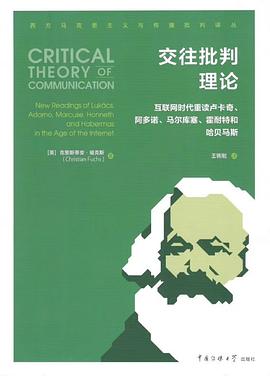 西方马克思主义与传播批判译丛
CRITICAL
THEORY OF
COMMUNICATION
New Readings of Lukács,
Adorno, Marcuse, Honneth
and Habermas
in the Age of the Internet
交往批判
理论
互联网时代重读卢卡奇、
阿多诺、马尔库塞、霍耐特和
哈贝马斯
[英] 克里斯蒂安·福克斯 著
(Christian Fuchs)
王锦刚 译
中国传媒大学 出版社